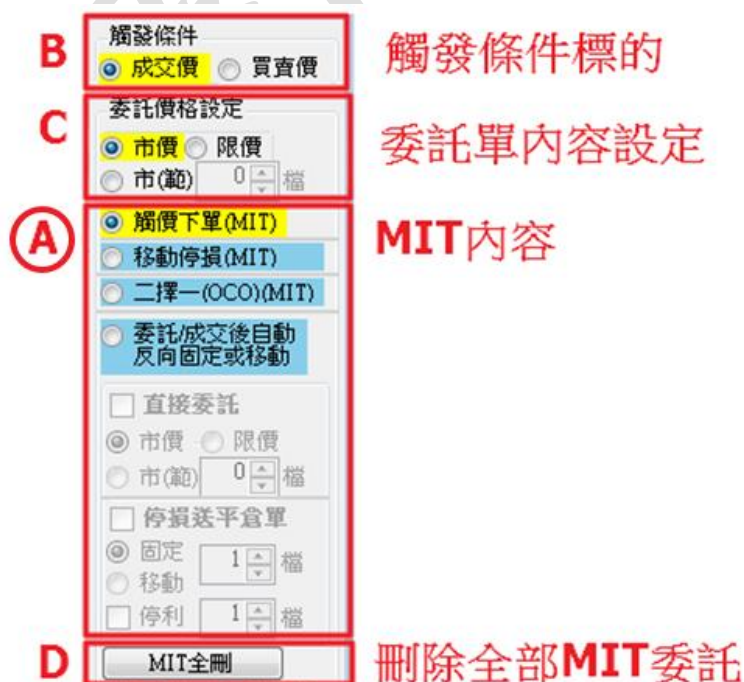 觸發條件
B
成交價 買賣價
觸發條件標的
委託價格設定
C
市價 限價
委託單內容設定
市(範) 0 檔
A
觸價下單(MIT)
MIT內容
移動停損(MIT)
二擇一(OCO)(MIT)
委託/成交後自動
反向固定或移動
直接委託
市價 限價
市(範) 0 檔
停損送平倉單
固定 1 檔
移動
停利 1 檔
D
MIT全刪
刪除全部MIT委託